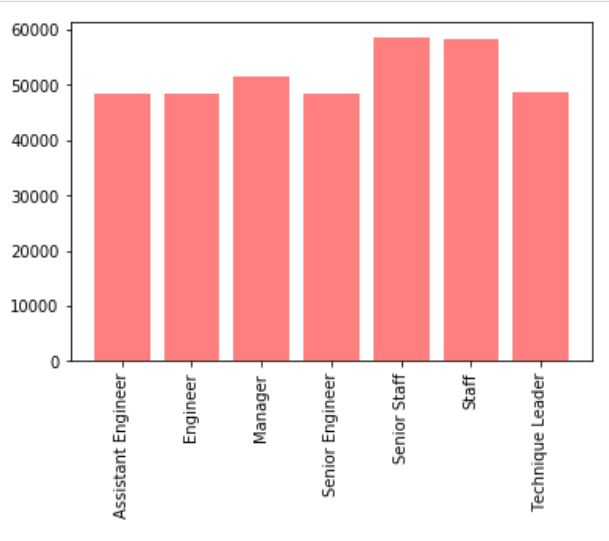 60000
50000
40000
30000
20000
10000
0
Assistant Engineer
Engineer
Manager
Senior Engineer
Senior Staff
Staff
Technique Leader